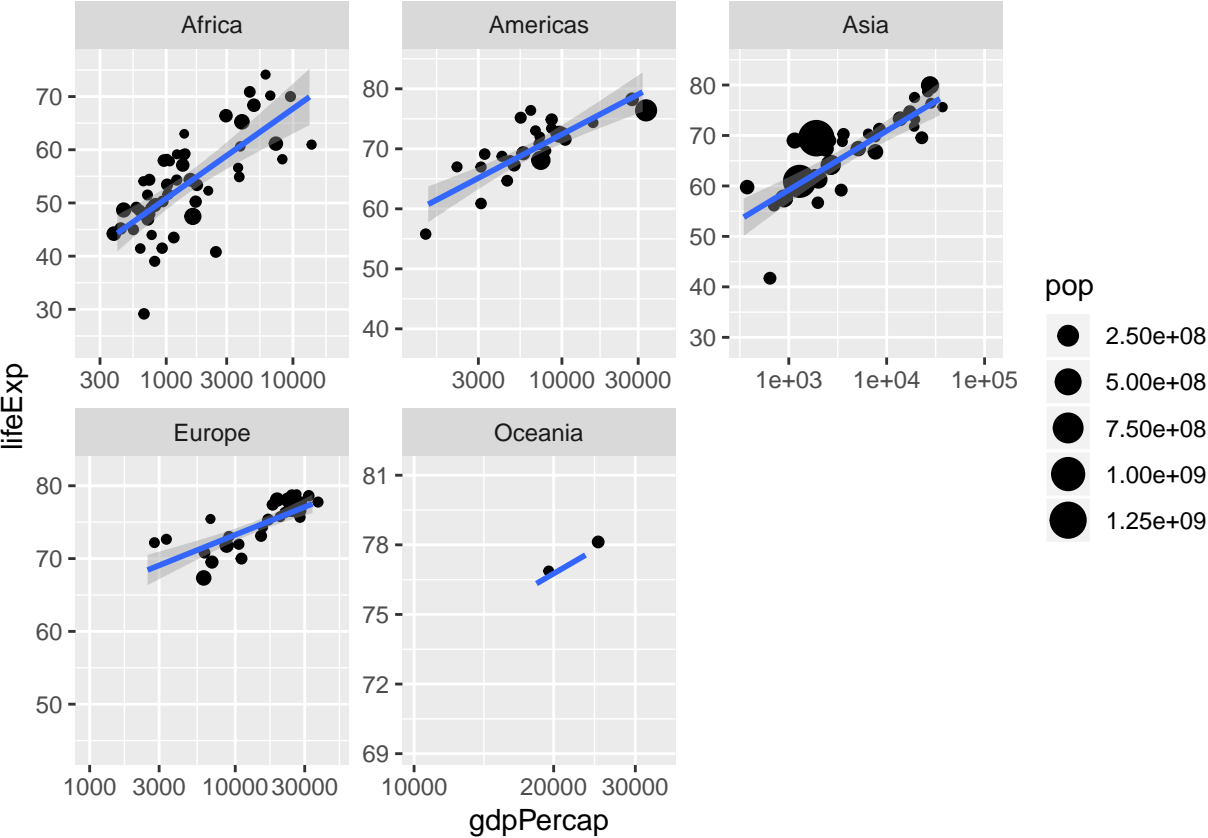 Africa
Americas
Asia
70
60
50
40
30
80
70
60
50
40
80
70
60
50
40
30
300 1000 3000 10000
3000 10000 30000
1e+03 1e+04 1e+05
lifeExp
Europe
Oceania
80
70
60
50
81
78
75
72
69
1000 3000 10000 30000
10000 20000 30000
gdpPercap
pop
2.50e+08
5.00e+08
7.50e+08
1.00e+09
1.25e+09